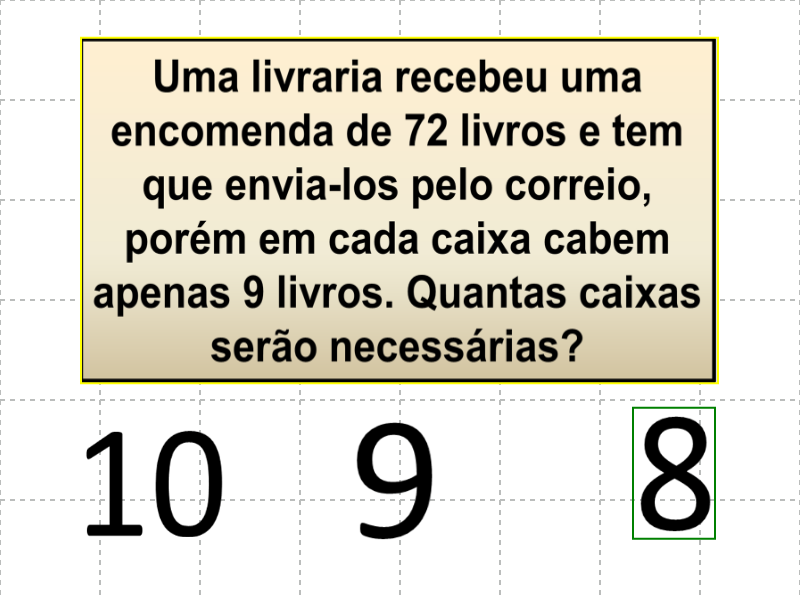 Uma livraria recebeu uma
encomenda de 72 livros e tem
que envia-los pelo correio,
porém em cada caixa cabem
apenas 9 livros. Quantas caixas
serão necessárias?
10 9 8